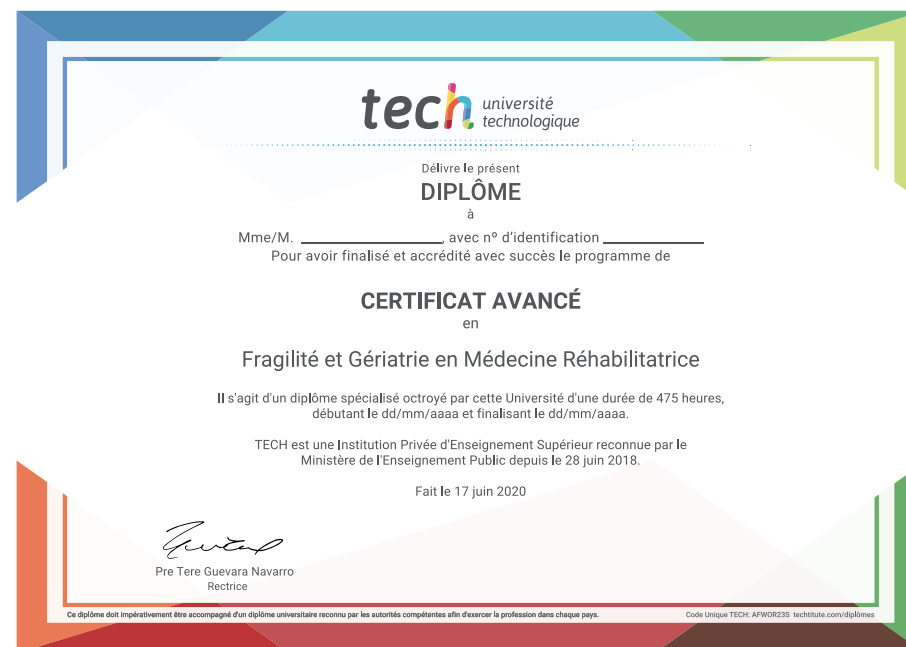 tech université
technologique
Délivre le présent
DIPLÔME
à
Mme/M. ____________________, avec nº d'identification ______________
Pour avoir finalisé et accrédité avec succès le programme de
CERTIFICAT AVANCÉ
en
Fragilité et Gériatrie en Médecine Réhabilitatrice
Il s'agit d'un diplôme spécialisé octroyé par cette Université d'une durée de 475 heures,
débutant le dd/mm/aaaa et finalisant le dd/mm/aaaa.
TECH est une Institution Privée d'Enseignement Supérieur reconnue par le
Ministère de l'Enseignement Public depuis le 28 juin 2018.
Fait le 17 juin 2020
Pre Tere Guevara Navarro
Rectrice
Ce diplôme doit impérativement être accompagné d'un diplôme universitaire reconnu par les autorités compétentes afin d'exercer la profession dans chaque pays.
Code Unique TECH: AFWOR23S techtitute.com/diplômes